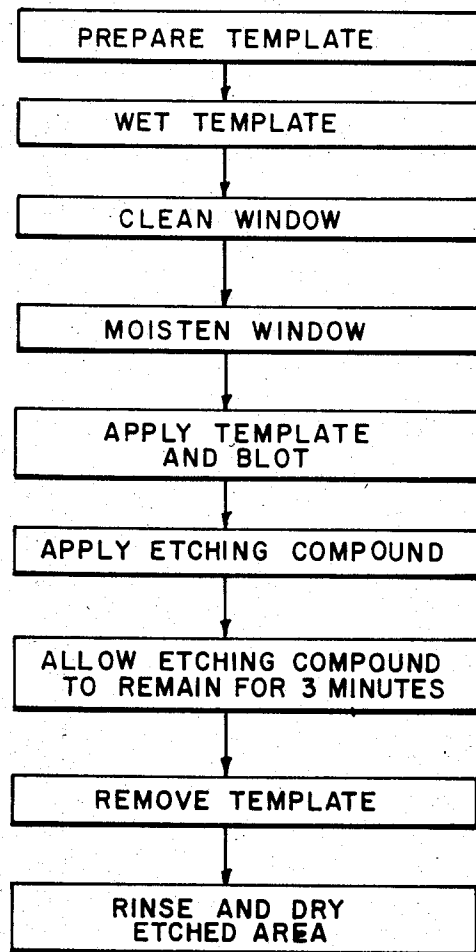 PREPARE TEMPLATE
WET TEMPLATE
CLEAN WINDOW
MOISTEN WINDOW
APPLY TEMPLATE
AND BLOT
APPLY ETCHING COMPOUND
ALLOW ETCHING COMPOUND
TO REMAIN FOR 3 MINUTES
REMOVE TEMPLATE
RINSE AND DRY
ETCHED AREA